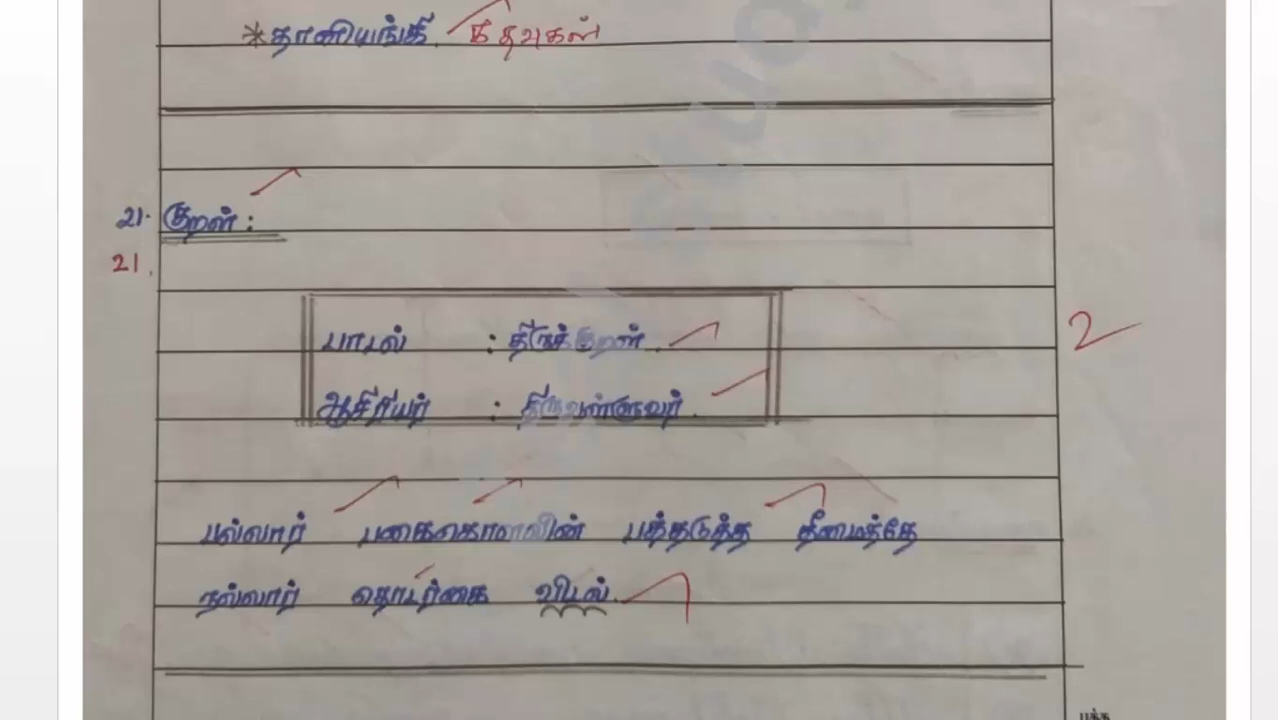 *தானியங்கி கதவுகள்
21. குறள் :
21.
பாடல் : திருக்குறள்.
ஆசிரியர் : திருவள்ளுவர்.
2
பல்லார் பகைகொளலின் பத்தடுத்த தீமைத்தே
நல்லார் தொடர்கை விடல்.